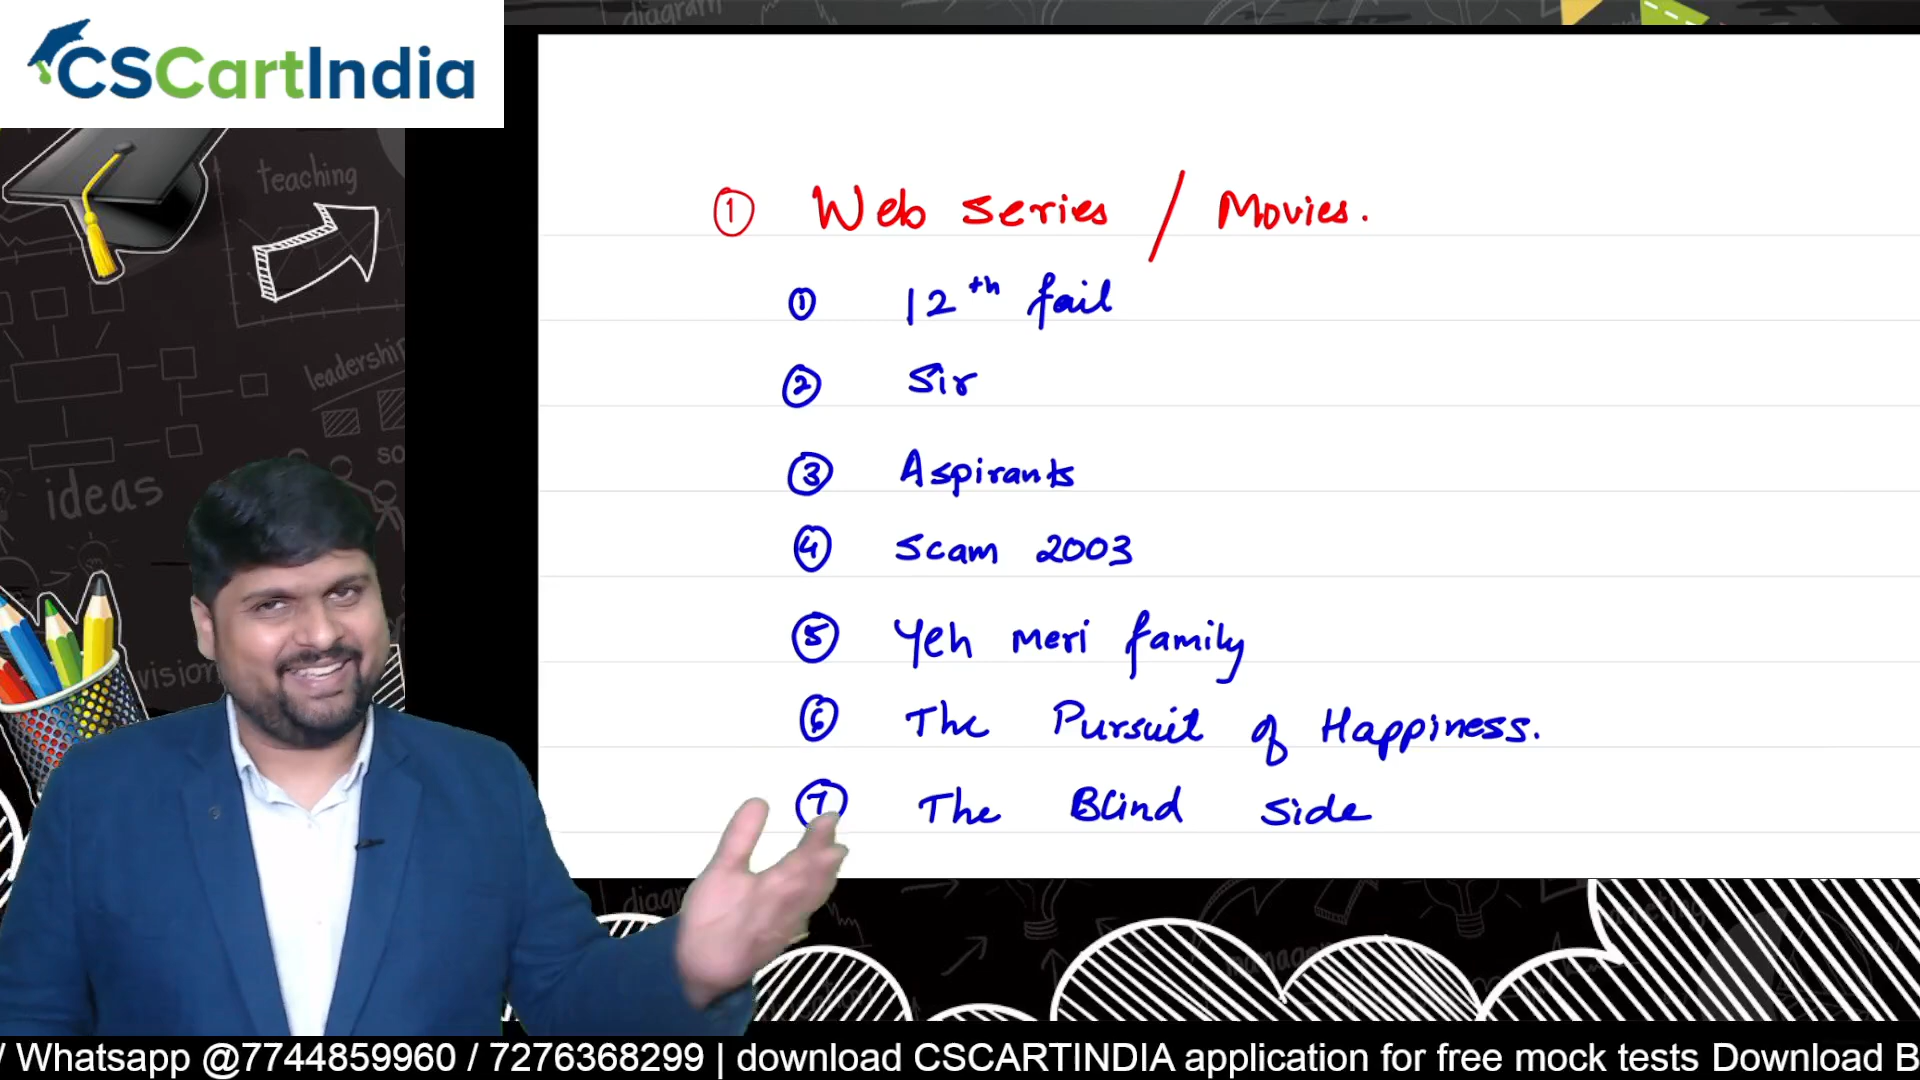 CSCartIndia
diagram
teaching
leadership
ideas
so
vision
① Web series / Movies.
① 12th fail
② Sir
③ Aspirants
④ Scam 2003
⑤ Yeh meri family
⑥ The Pursuit of Happiness.
⑦ The Blind side
/ Whatsapp @7744859960 / 7276368299 | download CSCARTINDIA application for free mock tests Download B